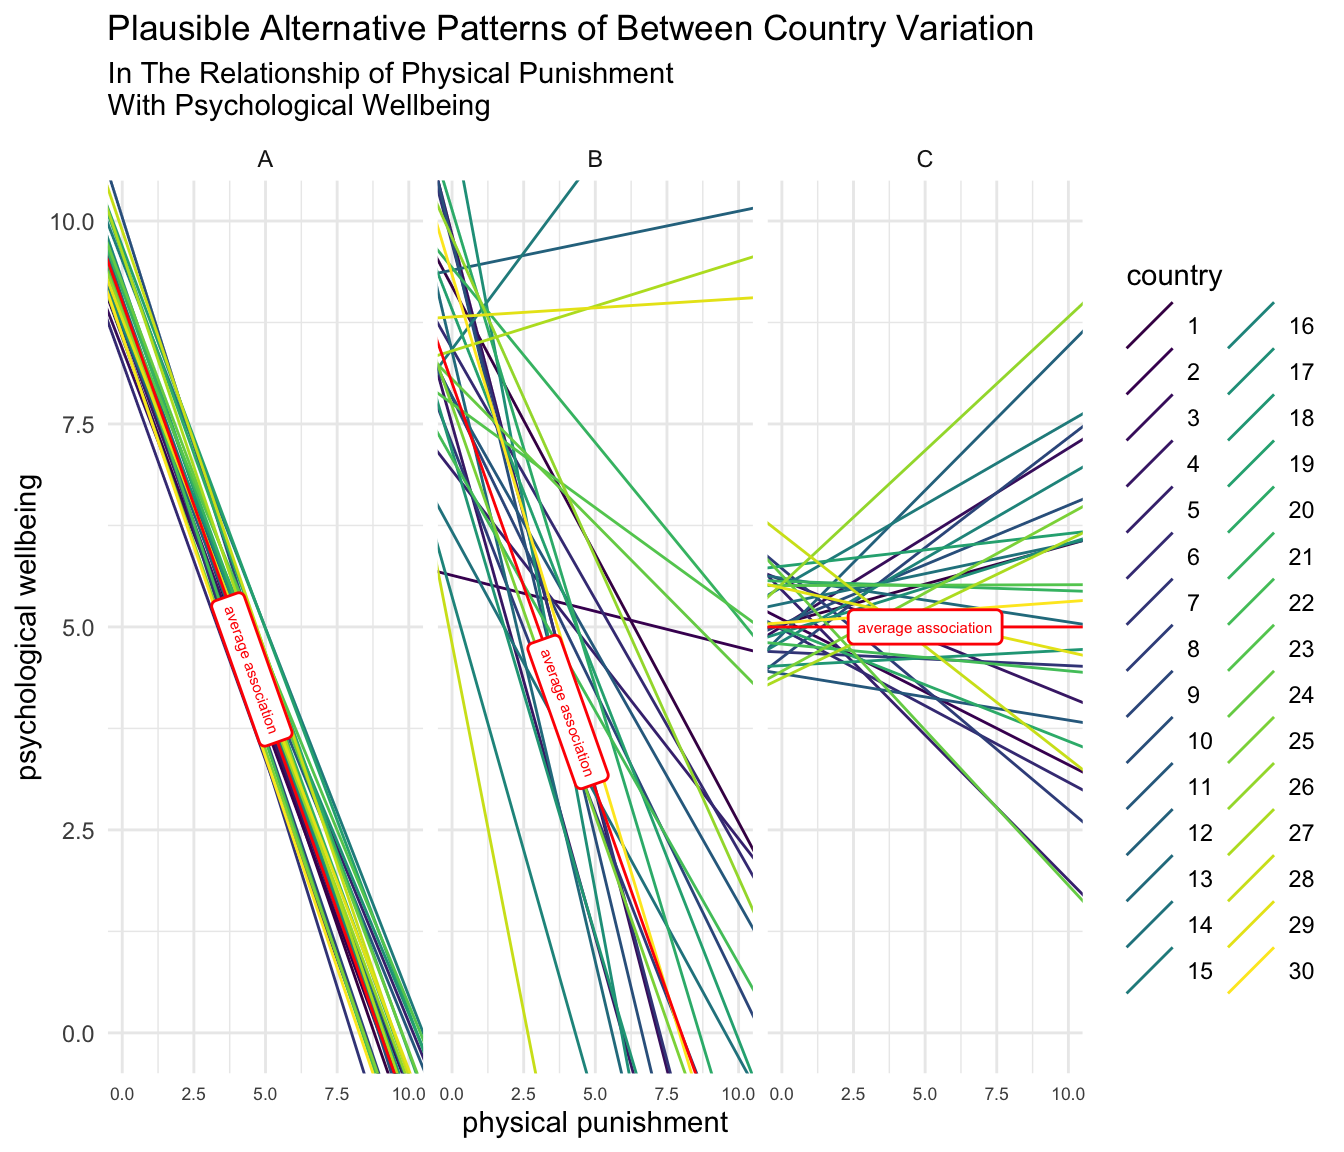 Plausible Alternative Patterns of Between Country Variation
In The Relationship of Physical Punishment
With Psychological Wellbeing
A B C
psychological wellbeing
10.0
7.5
5.0
2.5
0.0
average association
average association
average association
0.0 2.5 5.0 7.5 10.0 0.0 2.5 5.0 7.5 10.0 0.0 2.5 5.0 7.5 10.0
physical punishment
country
1 16
2 17
3 18
4 19
5 20
6 21
7 22
8 23
9 24
10 25
11 26
12 27
13 28
14 29
15 30